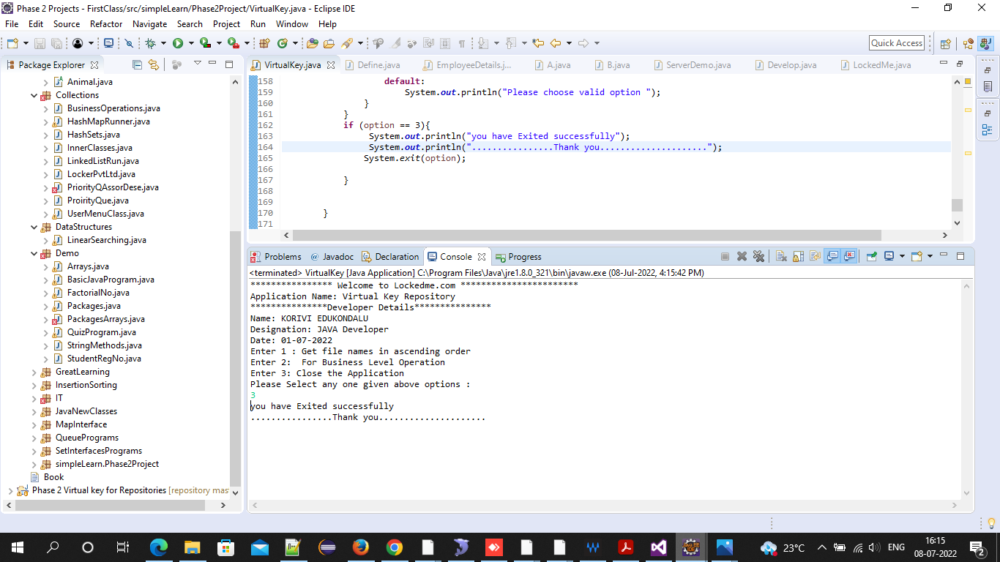 Phase 2 Projects - FirstClass/src/simpleLearn/Phase2Project/VirtualKey.java - Eclipse IDE
File Edit Source Refactor Navigate Search Project Run Window Help
Quick Access
Package Explorer
Animal.java
Collections
BusinessOperations.java
HashMapRunner.java
HashSets.java
InnerClasses.java
LinkedListRun.java
LockerPvtLtd.java
PriorityQAssorDese.java
ProirityQue.java
UserMenuClass.java
DataStructures
LinearSearching.java
Demo
Arrays.java
BasicJavaProgram.java
FactorialNo.java
Packages.java
PackagesArrays.java
QuizProgram.java
StringMethods.java
StudentRegNo.java
GreatLearning
InsertionSorting
IT
JavaNewClasses
MapInterface
QueuePrograms
SetInterfacesPrograms
simpleLearn.Phase2Project
Book
Phase 2 Virtual key for Repositories [repository mas
VirtualKey.java Define.java EmployeeDetails.j... A.java B.java ServerDemo.java Develop.java LockedMe.java
158 default:
159 System.out.println("Please choose valid option ");
160 }
161 }
162 if (option == 3){
163 System.out.println("you have Exited successfully");
164 System.out.println("................Thank you.....................");
165 System.exit(option);
166
167 }
168
169
170 }
171
Problems @ Javadoc Declaration Console Progress
<terminated> VirtualKey [Java Application] C:\Program Files\Java\jre1.8.0_321\bin\javaw.exe (08-Jul-2022, 4:15:42 PM)
**************** Welcome to Lockedme.com ***********************
Application Name: Virtual Key Repository
***************Developer Details***************
Name: KORIVI EDUKONDALU
Designation: JAVA Developer
Date: 01-07-2022
Enter 1 : Get file names in ascending order
Enter 2:  For Business Level Operation
Enter 3: Close the Application
Please Select any one given above options :
3
you have Exited successfully
................Thank you.....................
23°C ENG 16:15
08-07-2022 2